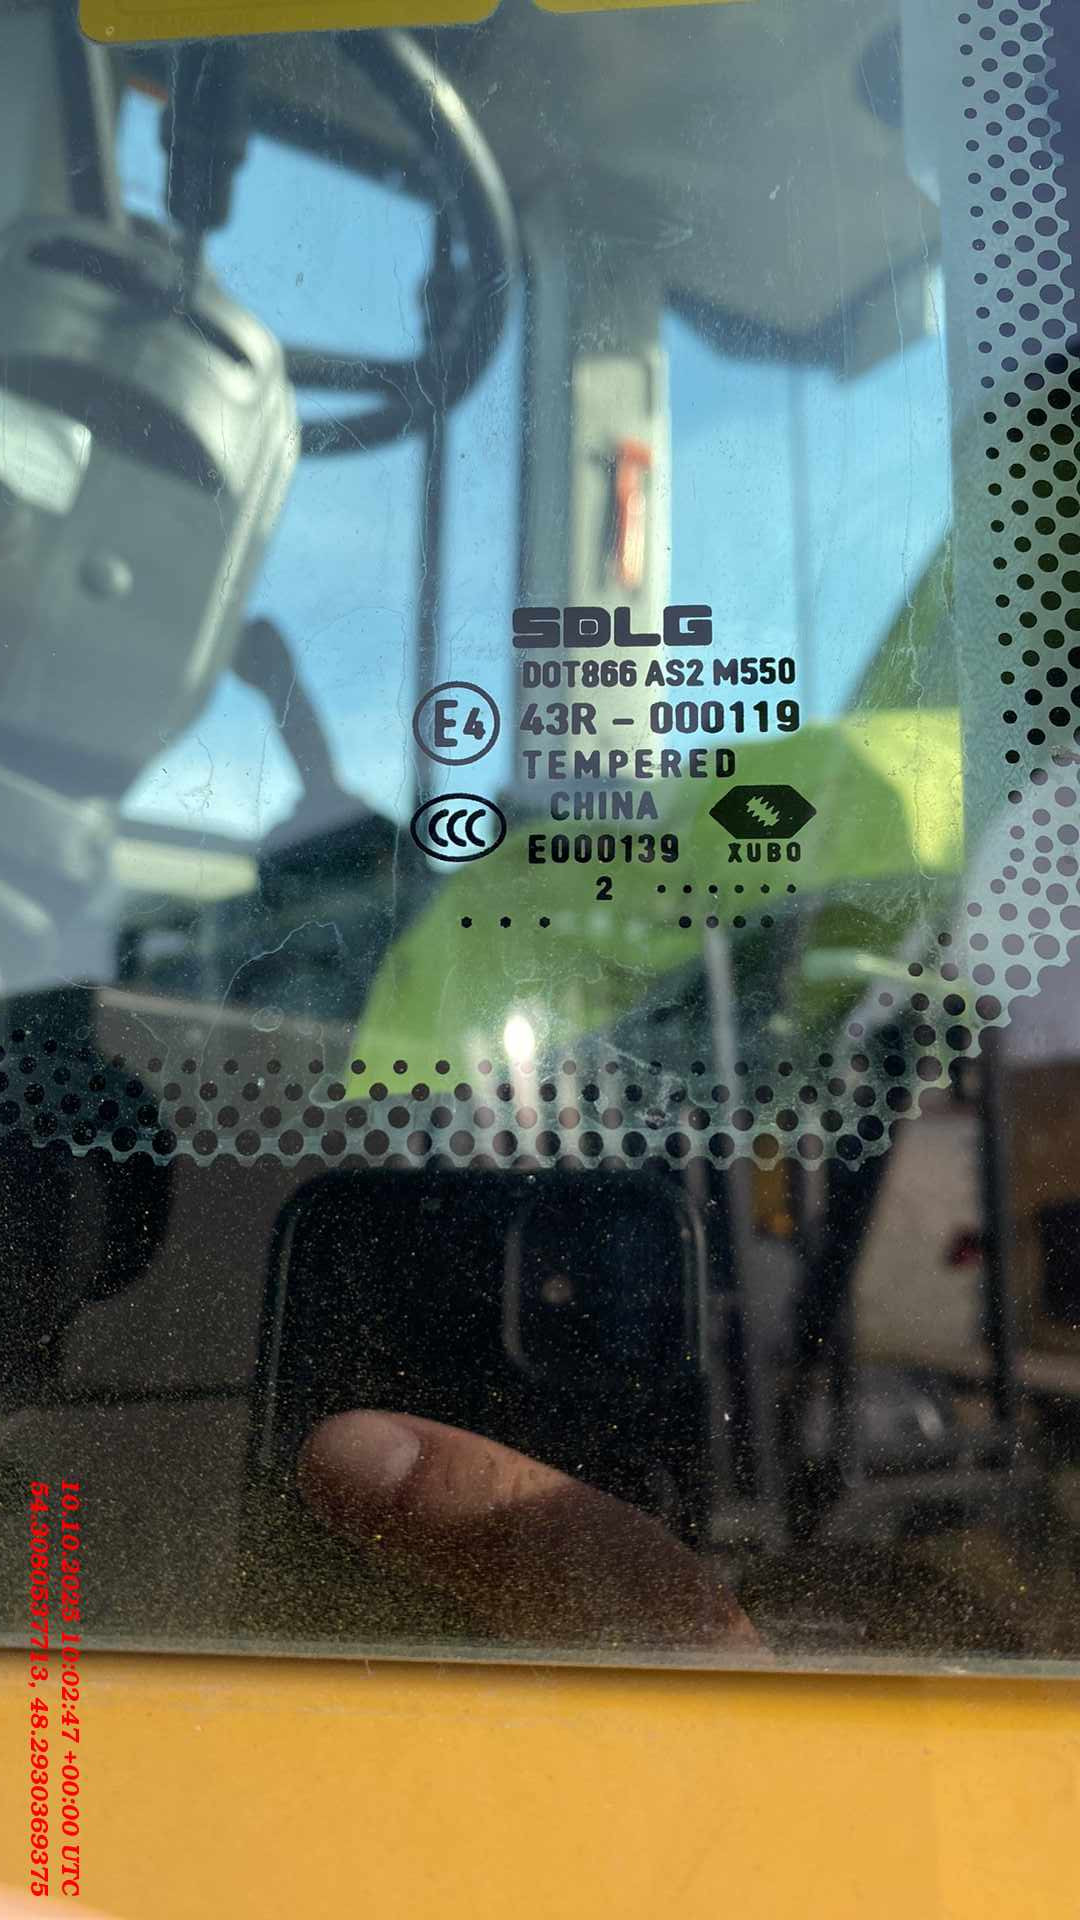 SDLG
DOT866 AS2 M550
E4 43R - 000119
TEMPERED
CHINA
CCC E000139 XUBO
2
10.10.2025 10:02:47 +00:00 UTC
54.3080537713, 48.2930369375